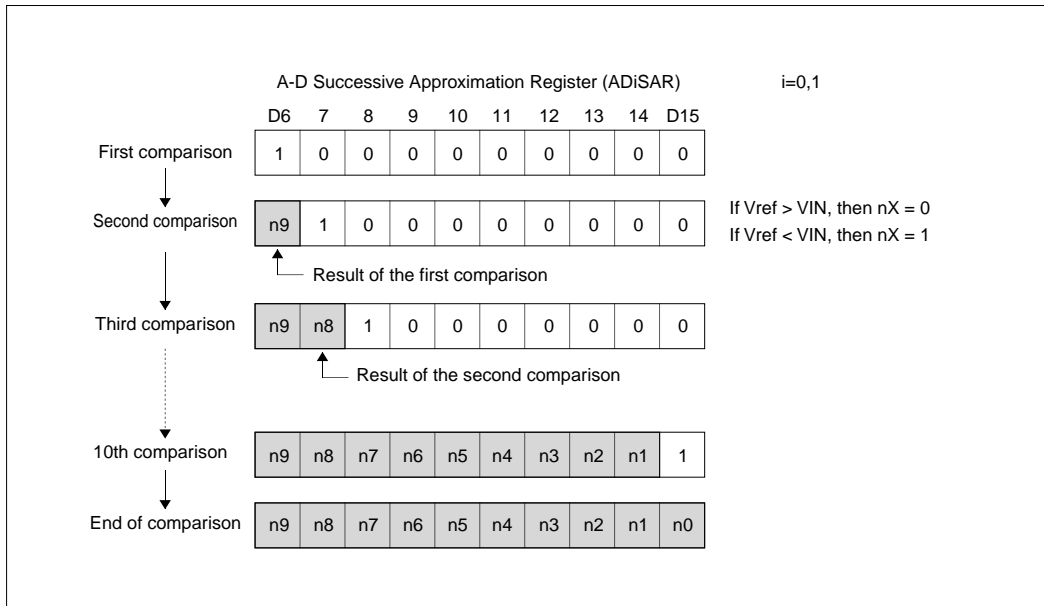 A-D Successive Approximation Register (ADiSAR) i=0,1
D6 7 8 9 10 11 12 13 14 D15
First comparison 1 0 0 0 0 0 0 0 0 0
Second comparison n9 1 0 0 0 0 0 0 0 0
If Vref > VIN, then nX = 0
If Vref < VIN, then nX = 1
Result of the first comparison
Third comparison n9 n8 1 0 0 0 0 0 0 0
Result of the second comparison
10th comparison n9 n8 n7 n6 n5 n4 n3 n2 n1 1
End of comparison n9 n8 n7 n6 n5 n4 n3 n2 n1 n0